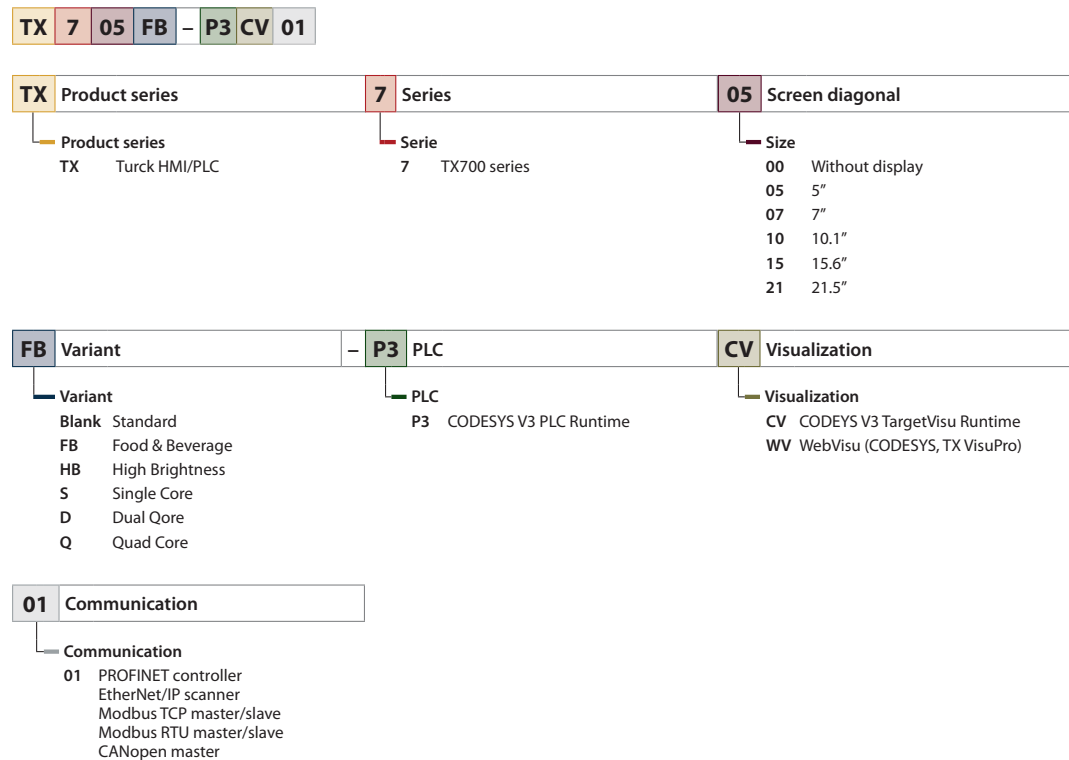 TX 7 05 FB – P3 CV 01
TX Product series 7 Series 05 Screen diagonal
Product series
TX Turck HMI/PLC
Serie
7 TX700 series
Size
00 Without display
05 5”
07 7”
10 10.1”
15 15.6”
21 21.5”
FB Variant – P3 PLC CV Visualization
Variant
Blank Standard
FB Food & Beverage
HB High Brightness
S Single Core
D Dual Qore
Q Quad Core
PLC
P3 CODESYS V3 PLC Runtime
Visualization
CV CODEYS V3 TargetVisu Runtime
WV WebVisu (CODESYS, TX VisuPro)
01 Communication
Communication
01 PROFINET controller
EtherNet/IP scanner
Modbus TCP master/slave
Modbus RTU master/slave
CANopen master